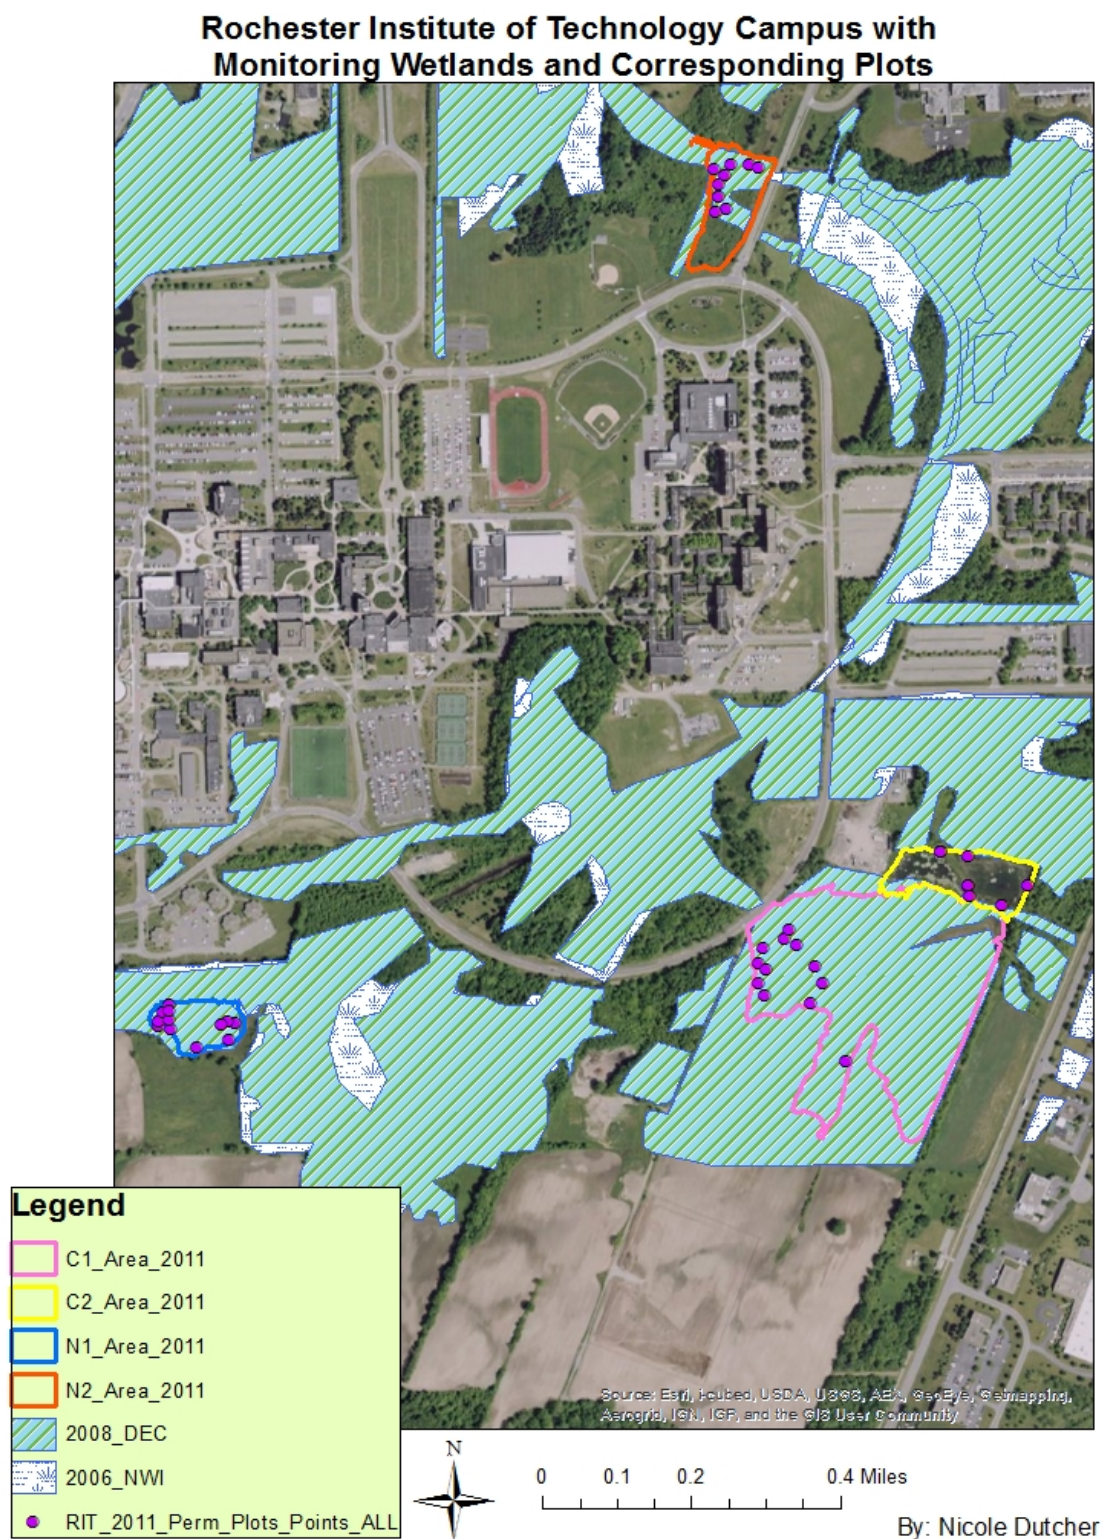 Rochester Institute of Technology Campus with
Monitoring Wetlands and Corresponding Plots
Source: Esri, i-cubed, USDA, USGS, AEX, GeoEye, Getmapping,
Aerogrid, IGN, IGP, and the GIS User Community
Legend
C1_Area_2011
C2_Area_2011
N1_Area_2011
N2_Area_2011
2008_DEC
2006_NWI
RIT_2011_Perm_Plots_Points_ALL
N
0 0.1 0.2 0.4 Miles
By: Nicole Dutcher